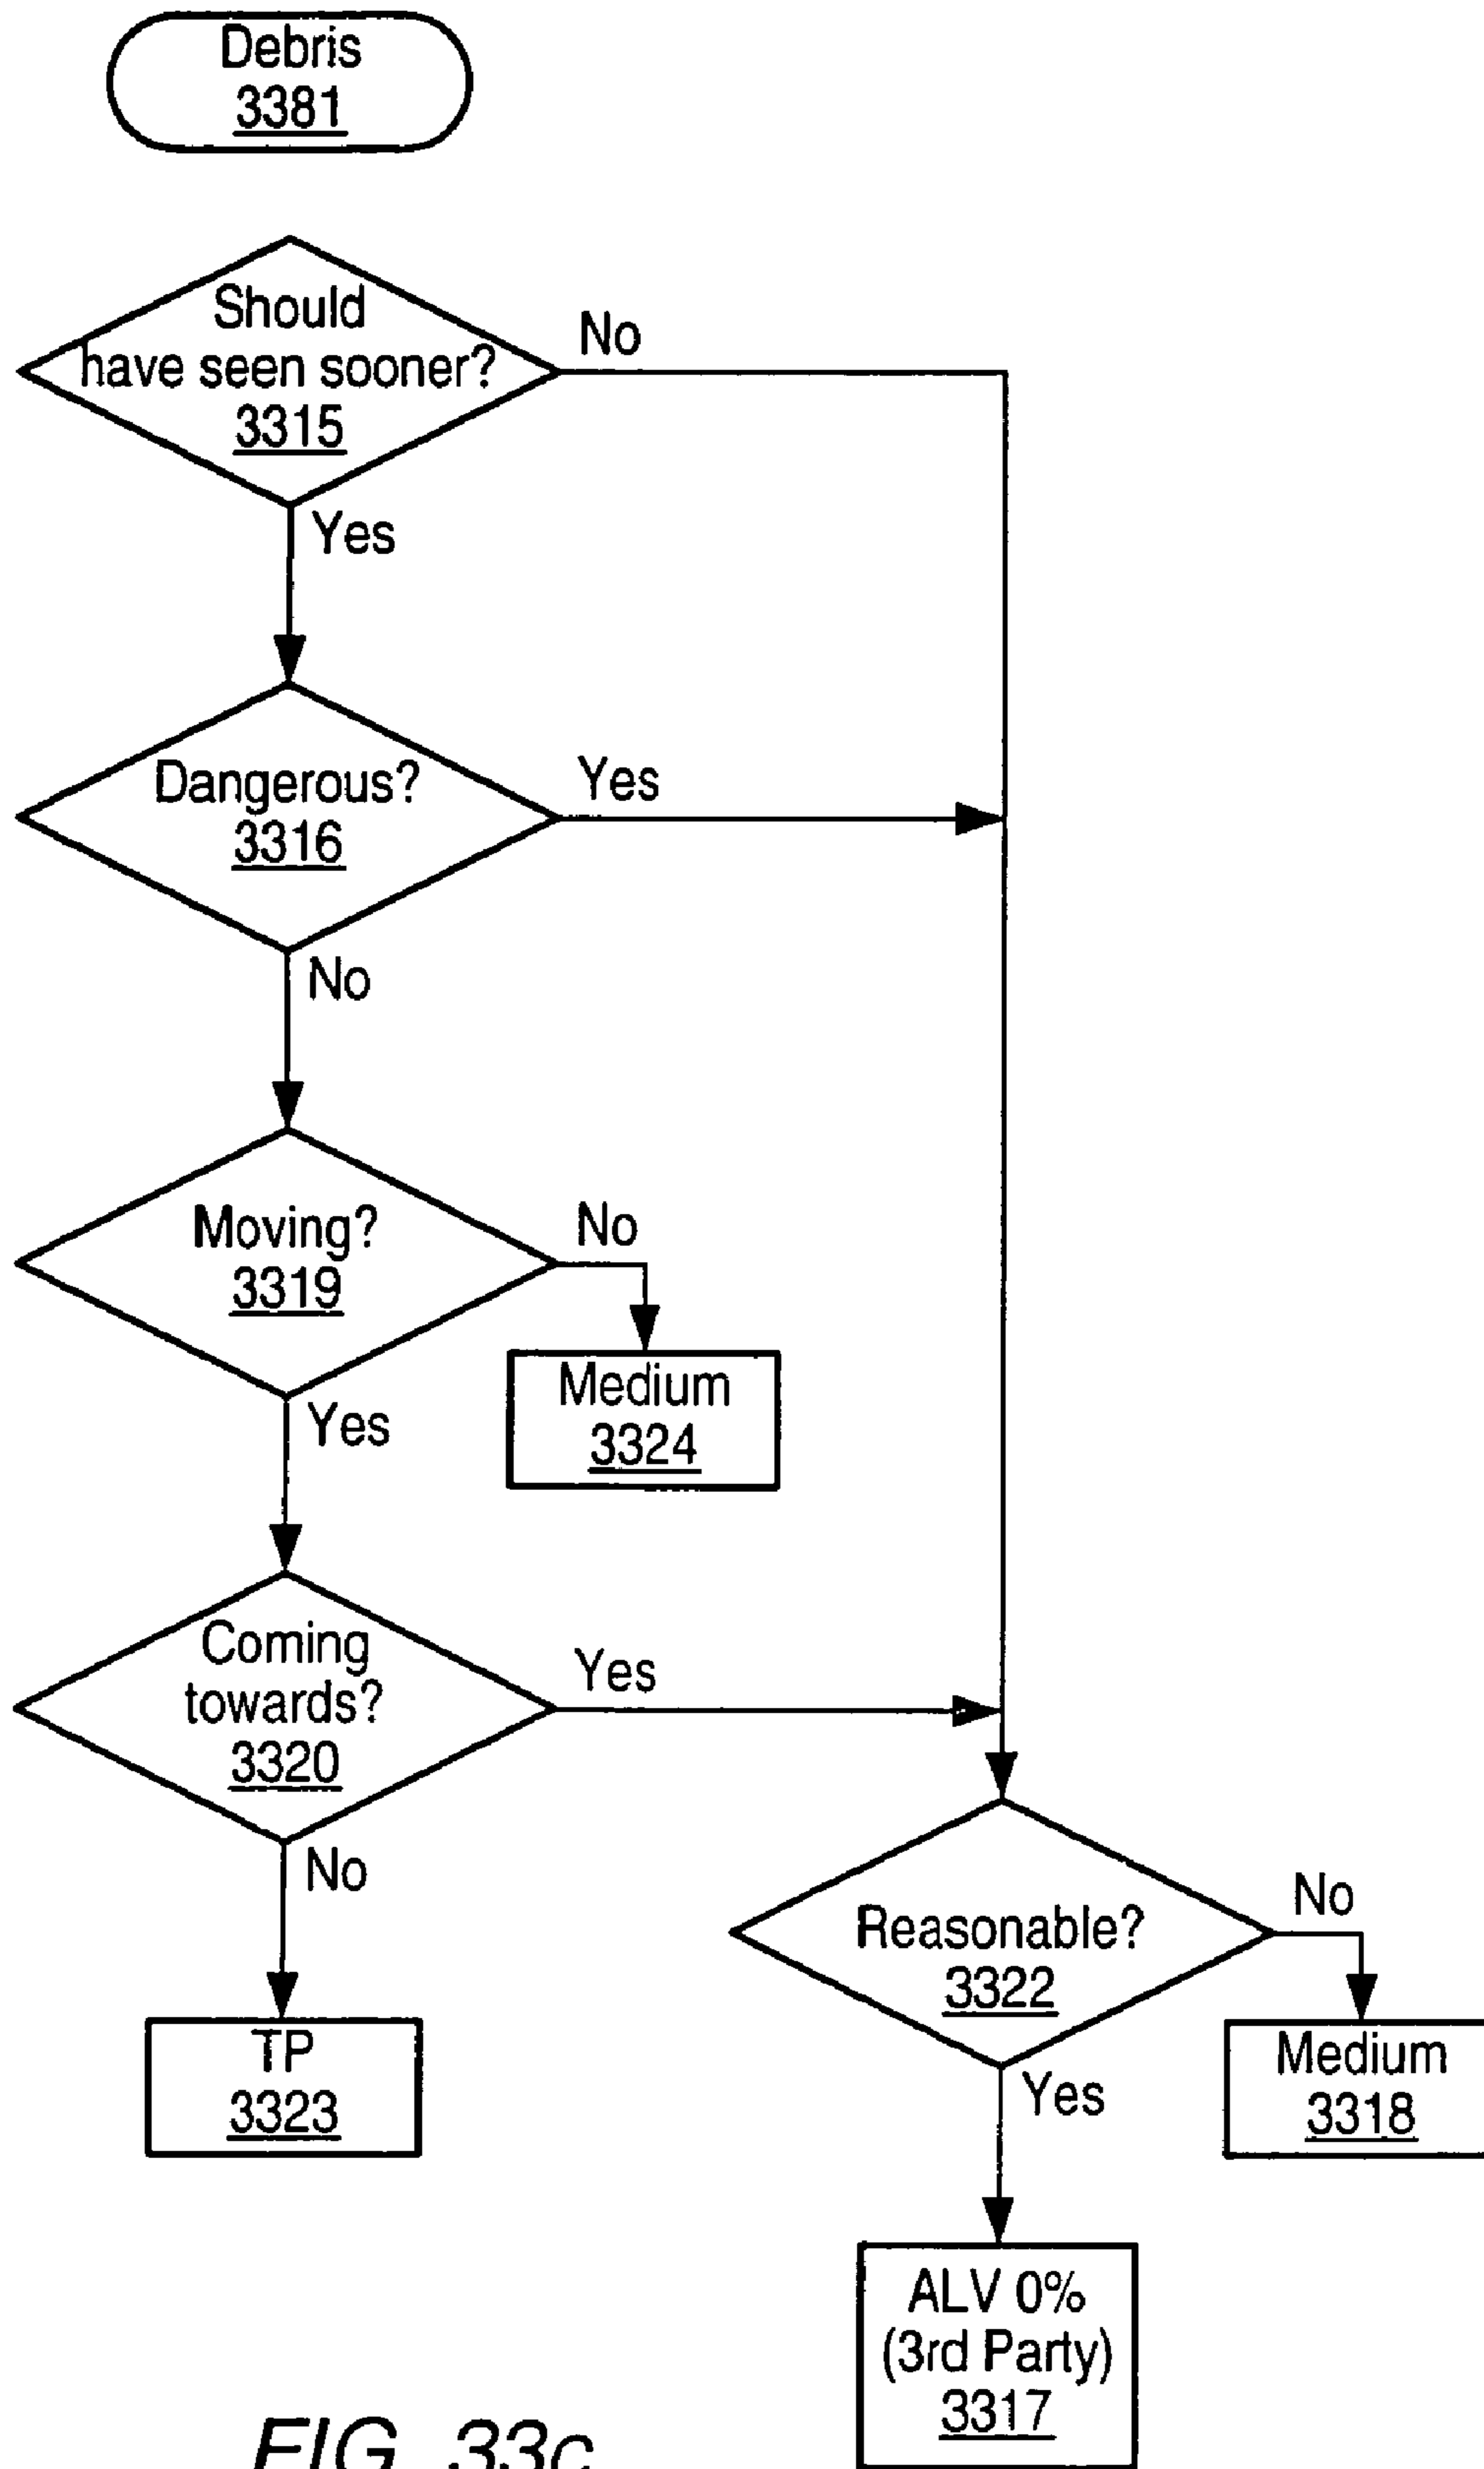 Debris
3381
Should
have seen sooner?
3315
No
Yes
Dangerous?
3316
Yes
No
Moving?
3319
No
Medium
3324
Yes
Coming
towards?
3320
Yes
No
TP
3323
Reasonable?
3322
No
Medium
3318
Yes
ALV 0%
(3rd Party)
3317
FIG. 33c